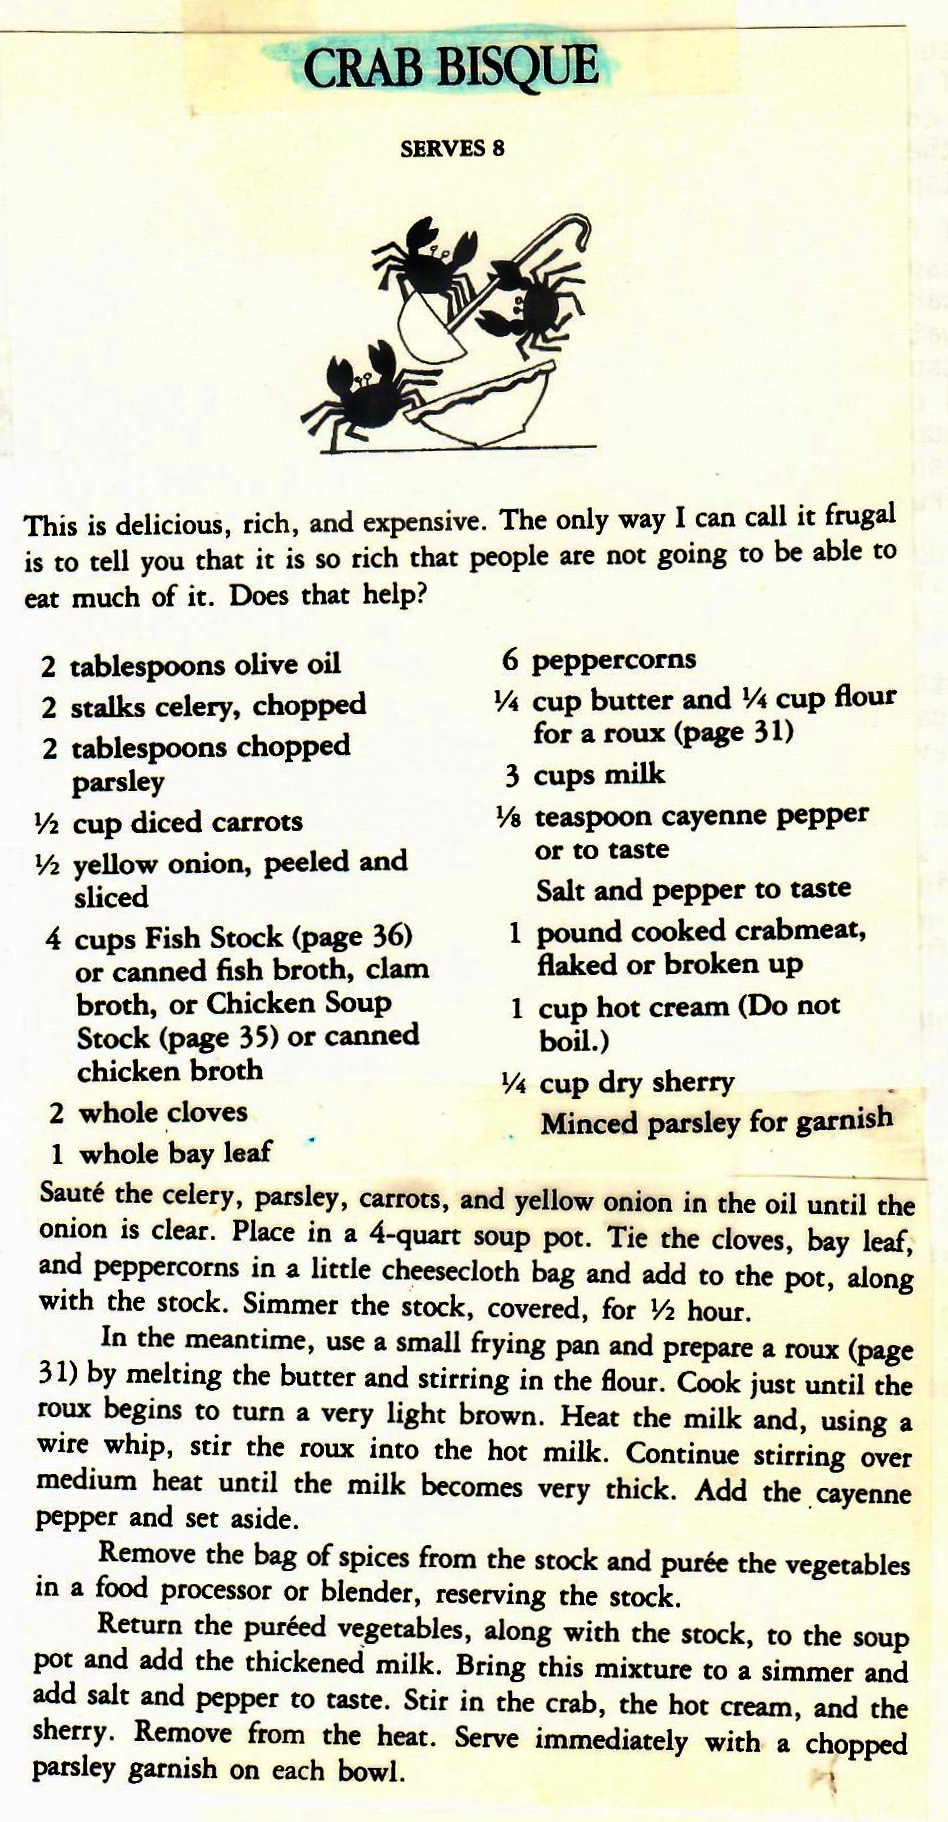 CRAB BISQUE
SERVES 8
This is delicious, rich, and expensive. The only way I can call it frugal
is to tell you that it is so rich that people are not going to be able to
eat much of it. Does that help?
2 tablespoons olive oil
2 stalks celery, chopped
2 tablespoons chopped
parsley
½ cup diced carrots
½ yellow onion, peeled and
sliced
4 cups Fish Stock (page 36)
or canned fish broth, clam
broth, or Chicken Soup
Stock (page 35) or canned
chicken broth
2 whole cloves
1 whole bay leaf
6 peppercorns
¼ cup butter and ¼ cup flour
for a roux (page 31)
3 cups milk
⅛ teaspoon cayenne pepper
or to taste
Salt and pepper to taste
1 pound cooked crabmeat,
flaked or broken up
1 cup hot cream (Do not
boil.)
¼ cup dry sherry
Minced parsley for garnish
Sauté the celery, parsley, carrots, and yellow onion in the oil until the
onion is clear. Place in a 4-quart soup pot. Tie the cloves, bay leaf,
and peppercorns in a little cheesecloth bag and add to the pot, along
with the stock. Simmer the stock, covered, for ½ hour.
In the meantime, use a small frying pan and prepare a roux (page
31) by melting the butter and stirring in the flour. Cook just until the
roux begins to turn a very light brown. Heat the milk and, using a
wire whip, stir the roux into the hot milk. Continue stirring over
medium heat until the milk becomes very thick. Add the cayenne
pepper and set aside.
Remove the bag of spices from the stock and purée the vegetables
in a food processor or blender, reserving the stock.
Return the puréed vegetables, along with the stock, to the soup
pot and add the thickened milk. Bring this mixture to a simmer and
add salt and pepper to taste. Stir in the crab, the hot cream, and the
sherry. Remove from the heat. Serve immediately with a chopped
parsley garnish on each bowl.